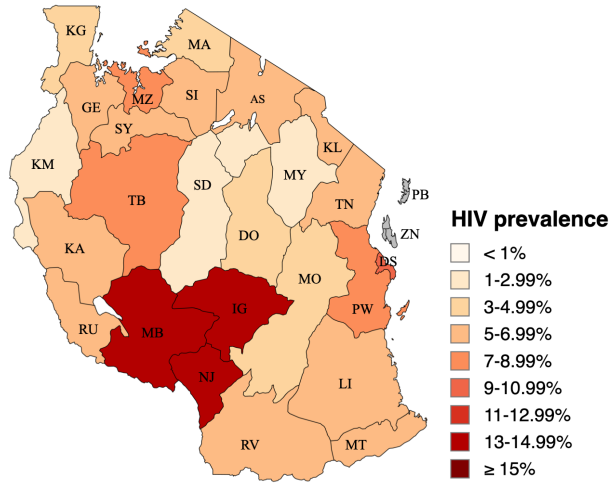 KG
MA
MZ
SI
GE
AS
SY
KL
KM
MY
SD
PB
TB
TN
ZN
DO
KA
DS
MO
IG
PW
RU
MB
NJ
LI
RV
MT
HIV prevalence
< 1%
1-2.99%
3-4.99%
5-6.99%
7-8.99%
9-10.99%
11-12.99%
13-14.99%
≥ 15%